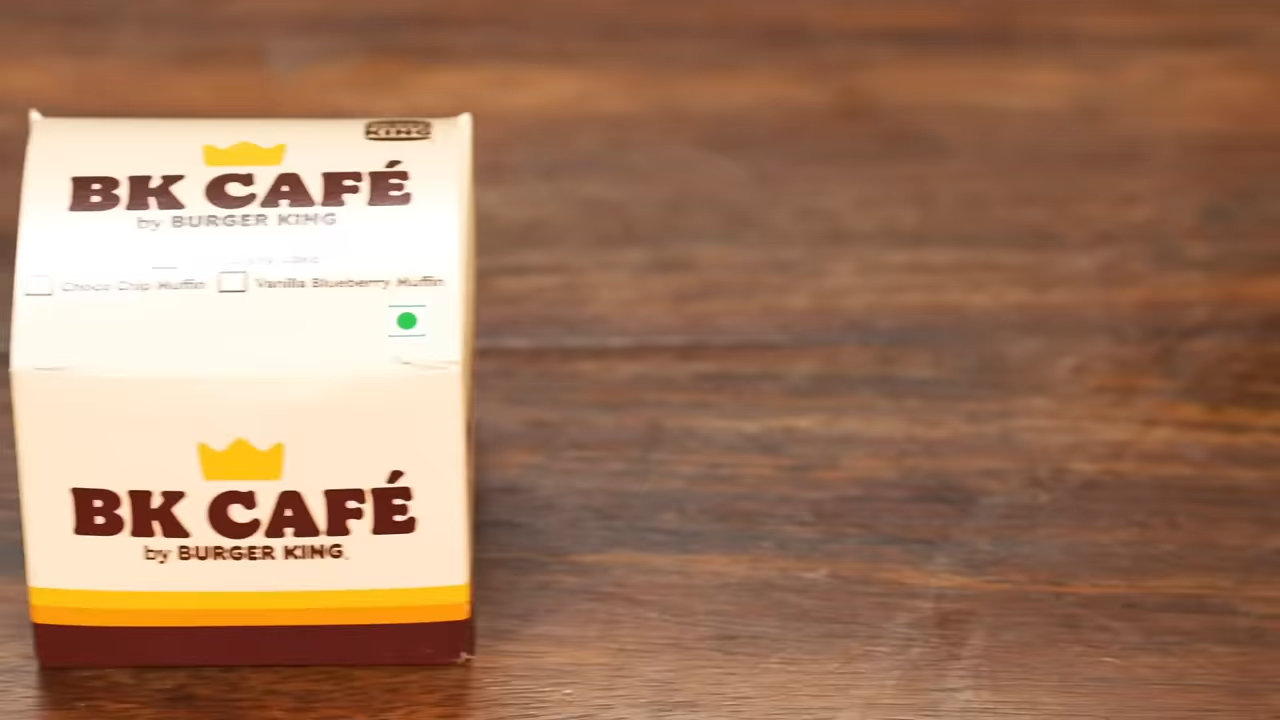 KING
BK CAFÉ
by BURGER KING
Choco Chip Muffin Vanilla Blueberry Muffin
BK CAFÉ
by BURGER KING